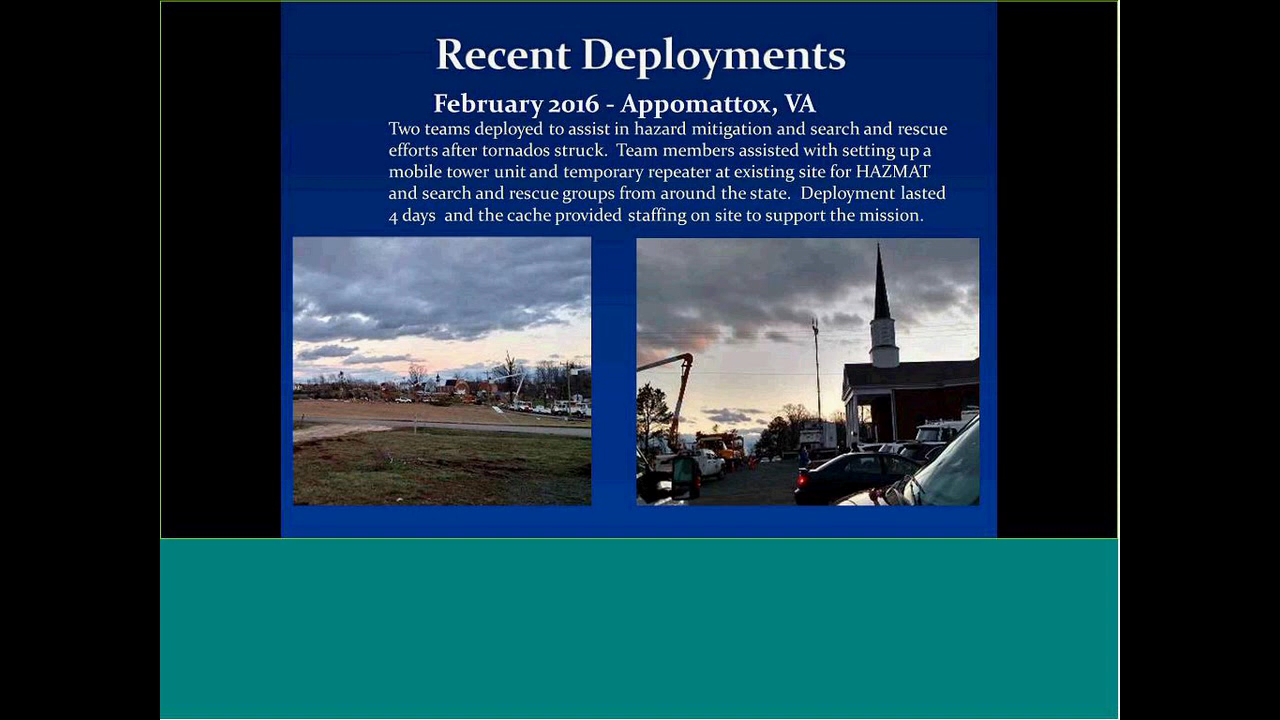 Recent Deployments
February 2016 - Appomattox, VA
Two teams deployed to assist in hazard mitigation and search and rescue
efforts after tornados struck. Team members assisted with setting up a
mobile tower unit and temporary repeater at existing site for HAZMAT
and search and rescue groups from around the state. Deployment lasted
4 days and the cache provided staffing on site to support the mission.